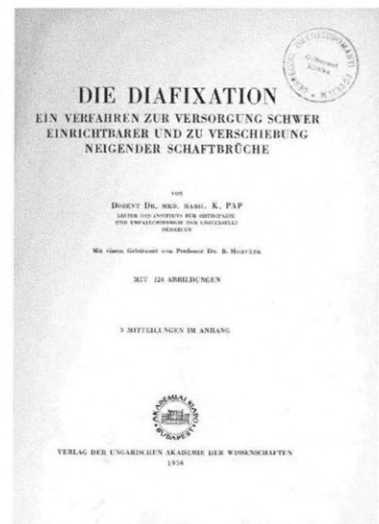 DIE DIAFIXATION
EIN VERFAHREN ZUR VERSORGUNG SCHWER
EINRICHTBARER UND ZU VERSCHIEBUNG
NEIGENDER SCHAFTBRÜCHE
VON
DOZENT DR. MED. HABIL. K. PAP
LEITER DES INSTITUTS FÜR ORTHOPÄDIE
UND UNFALLCHIRURGIE DER UNIVERSITÄT
DEBRECEN
Mit einem Geleitwort von Professor Dr.
MIT 124 ABBILDUNGEN
3 MITTEILUNGEN IM ANHANG
AKADÉMIAI KIADÓ
BUDAPEST
VERLAG DER UNGARISCHEN AKADEMIE DER WISSENSCHAFTEN
1956